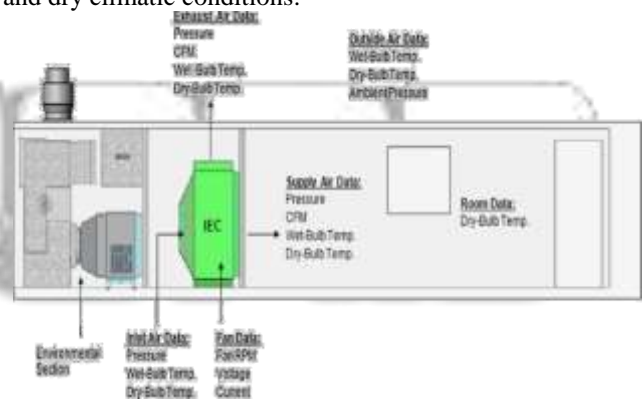 and dry climatic conditions.
Exhaust Air Data:
Pressure
CFM
Wet-Bulb Temp.
Dry-Bulb Temp.
Outside Air Data:
Wet-Bulb Temp.
Dry-Bulb Temp.
Ambient Pressure
IEC
Supply Air Data:
Pressure
CFM
Wet-Bulb Temp.
Dry-Bulb Temp.
Room Data:
Dry-Bulb Temp.
Environmental
Section
Inlet Air Data:
Pressure
Wet-Bulb Temp.
Dry-Bulb Temp.
Fan Data:
Fan RPM
Voltage
Current